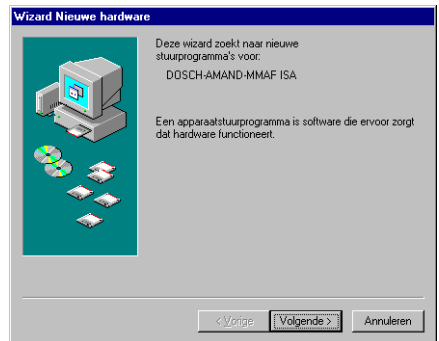 Wizard Nieuwe hardware
Deze wizard zoekt naar nieuwe
stuurprogramma's voor:
DOSCH-AMAND-MMAF ISA
Een apparaatstuurprogramma is software die ervoor zorgt
dat hardware functioneert.
< Vorige
Volgende >
Annuleren